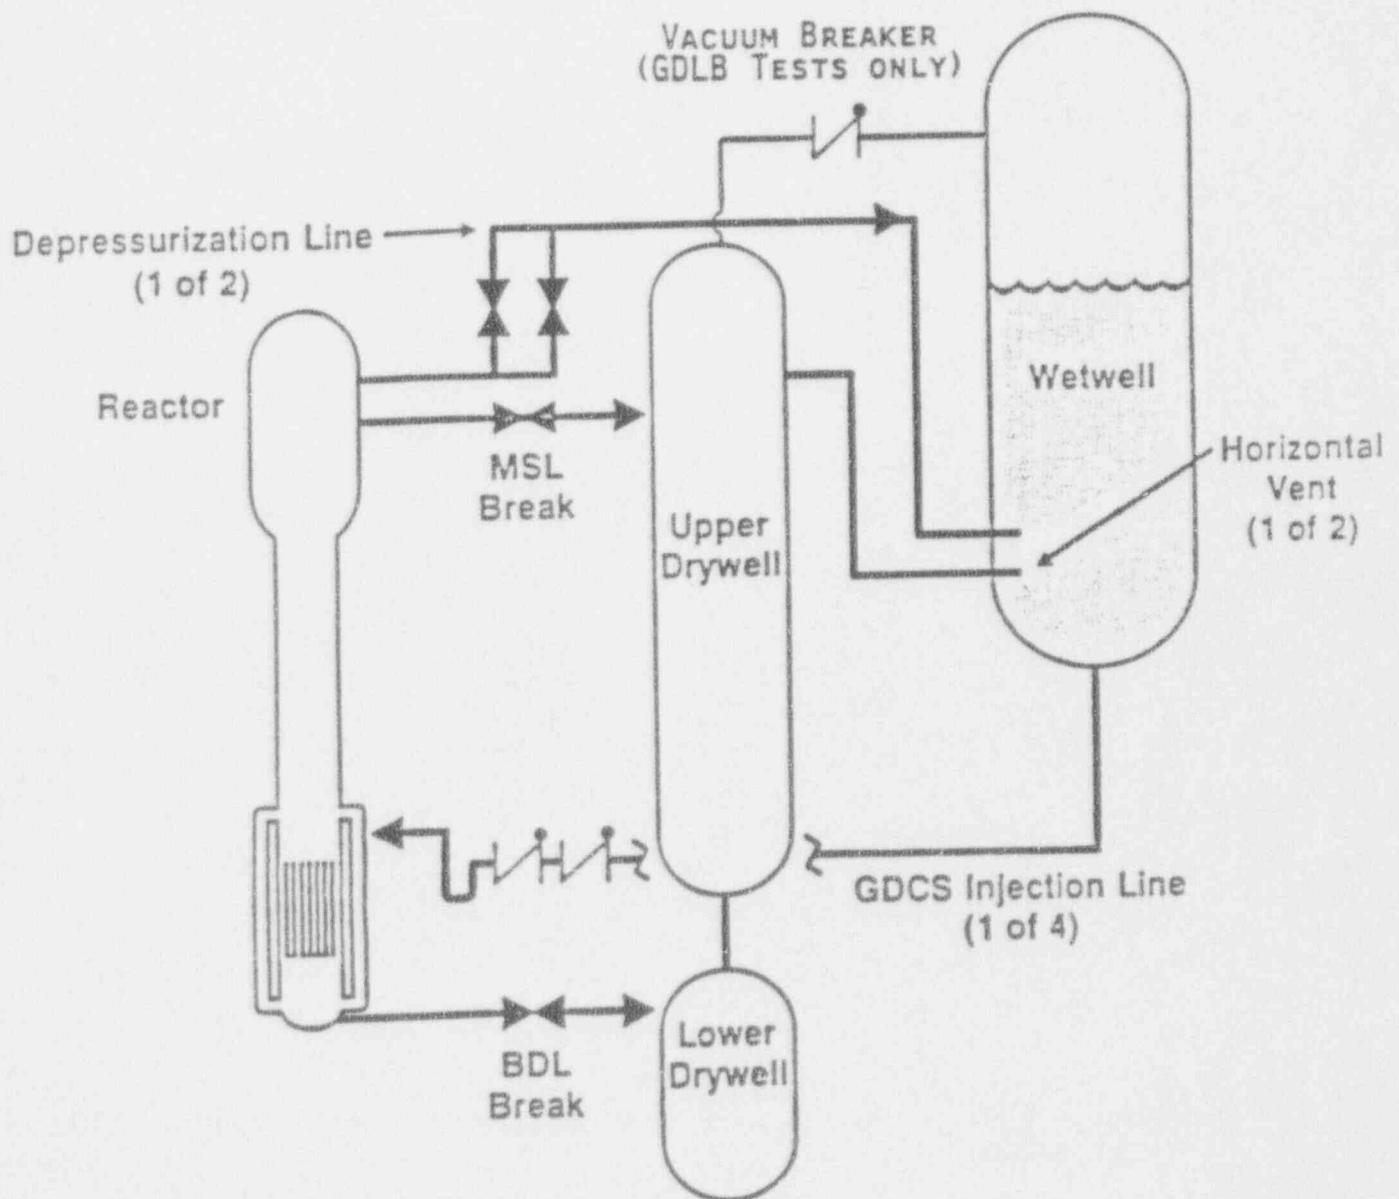 VACUUM BREAKER
(GDLB TESTS ONLY)
Depressurization Line
(1 of 2)
Reactor
MSL
Break
Wetwell
Horizontal
Vent
(1 of 2)
Upper
Drywell
GDCS Injection Line
(1 of 4)
BDL
Break
Lower
Drywell